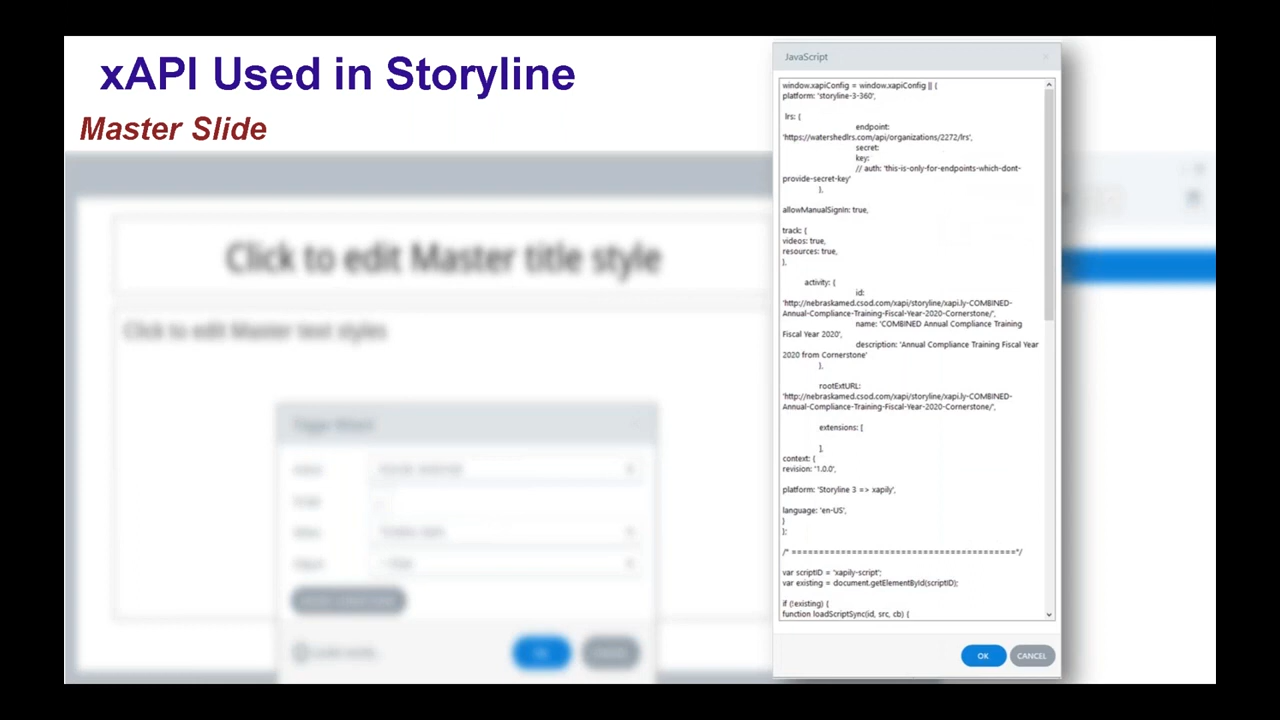 xAPI Used in Storyline
Master Slide
Click to edit Master title style
Click to edit Master text styles
JavaScript
window.xapiConfig = window.xapiConfig || {
platform: 'storyline-3-360',
lrs: {
endpoint:
'https://watershedlrs.com/api/organizations/2272/lrs',
secret:
key:
// auth: 'this-is-only-for-endpoints-which-dont-
provide-secret-key'
},
allowManualSignIn: true,
track: {
videos: true,
resources: true,
},
activity: {
id:
'http://nebraskamed.csod.com/xapi/storyline/xapi.ly-COMBINED-
Annual-Compliance-Training-Fiscal-Year-2020-Cornerstone/',
name: 'COMBINED Annual Compliance Training
Fiscal Year 2020',
description: 'Annual Compliance Training Fiscal Year
2020 from Cornerstone'
},
rootExtURL:
'http://nebraskamed.csod.com/xapi/storyline/xapi.ly-COMBINED-
Annual-Compliance-Training-Fiscal-Year-2020-Cornerstone/',
extensions: [
],
context: {
revision: '1.0.0',
platform: 'Storyline 3 => xapily',
language: 'en-US',
}
};
/* =========================================*/
var scriptID = 'xapily-script';
var existing = document.getElementById(scriptID);
if (!existing) {
function loadScriptSync(id, src, cb) {
OK
CANCEL